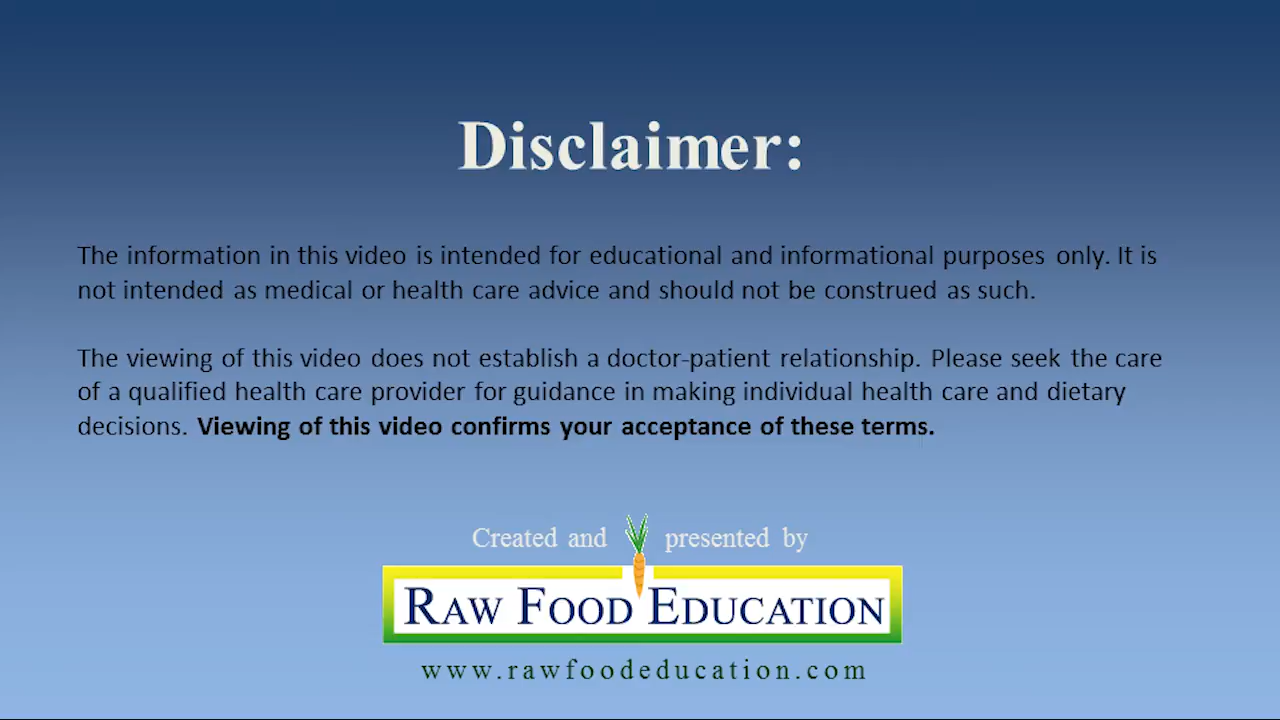 Disclaimer:
The information in this video is intended for educational and informational purposes only. It is
not intended as medical or health care advice and should not be construed as such.
The viewing of this video does not establish a doctor-patient relationship. Please seek the care
of a qualified health care provider for guidance in making individual health care and dietary
decisions. Viewing of this video confirms your acceptance of these terms.
Created and presented by
RAW FOOD EDUCATION
www.rawfoodeducation.com